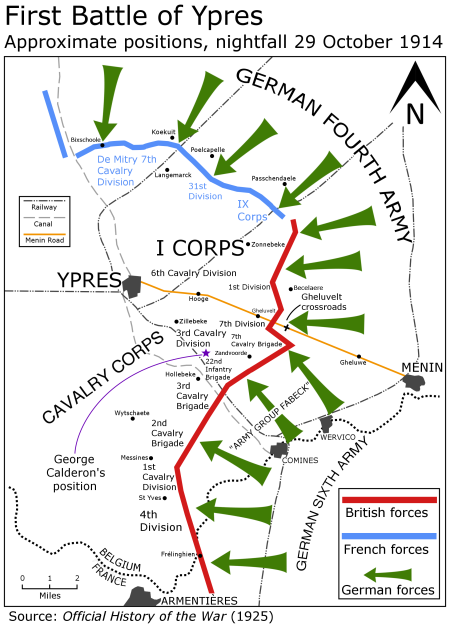 First Battle of Ypres
Approximate positions, nightfall 29 October 1914
GERMAN FOURTH ARMY
N
Bixschoole
Koekuit
Poelcapelle
De Mitry 7th
Cavalry
Division
Langemarck
31st
Division
Passchendaele
IX
Corps
Railway
Canal
Menin Road
I CORPS
Zonnebeke
6th Cavalry Division
YPRES
1st Division
Becelaere
Hooge
Gheluvelt
Gheluvelt
crossroads
Zillebeke
7th Division
3rd Cavalry
Division
7th
Cavalry Brigade
Zandvoorde
22nd
Infantry
Brigade
Gheluwe
MENIN
CAVALRY CORPS
Hollebeke
3rd
Cavalry
Brigade
"ARMY GROUP FABECK"
Wytschaete
2nd
Cavalry
Brigade
WERVICO
COMINES
George
Calderon's
position
Messines
1st
Cavalry
Division
St Yves
4th
Division
GERMAN SIXTH ARMY
BELGIUM
FRANCE
Frélinghien
British forces
French forces
German forces
0 1 2
Miles
ARMENTIÈRES
Source: Official History of the War (1925)